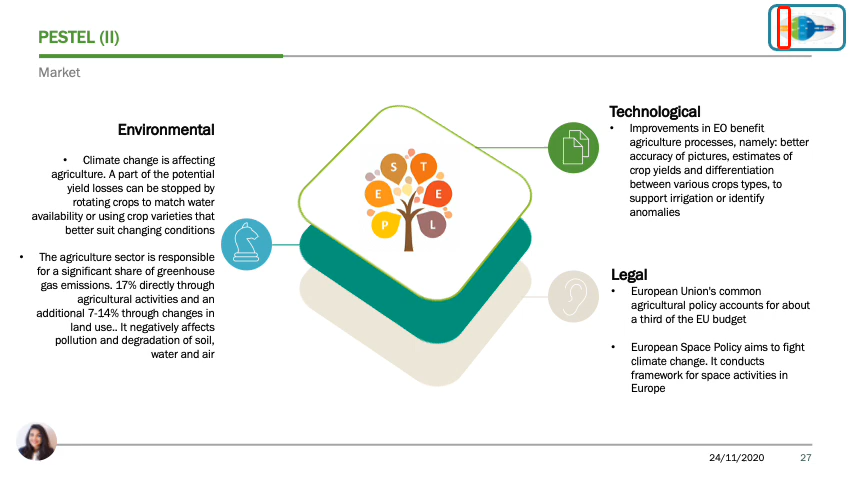 PESTEL (II)
Market
Environmental
• Climate change is affecting
agriculture. A part of the potential
yield losses can be stopped by
rotating crops to match water
availability or using crop varieties that
better suit changing conditions
• The agriculture sector is responsible
for a significant share of greenhouse
gas emissions. 17% directly through
agricultural activities and an
additional 7-14% through changes in
land use.. It negatively affects
pollution and degradation of soil,
water and air
S T
E E
P L
Technological
• Improvements in EO benefit
agriculture processes, namely: better
accuracy of pictures, estimates of
crop yields and differentiation
between various crops types, to
support irrigation or identify
anomalies
Legal
• European Union's common
agricultural policy accounts for about
a third of the EU budget
• European Space Policy aims to fight
climate change. It conducts
framework for space activities in
Europe
24/11/2020 27